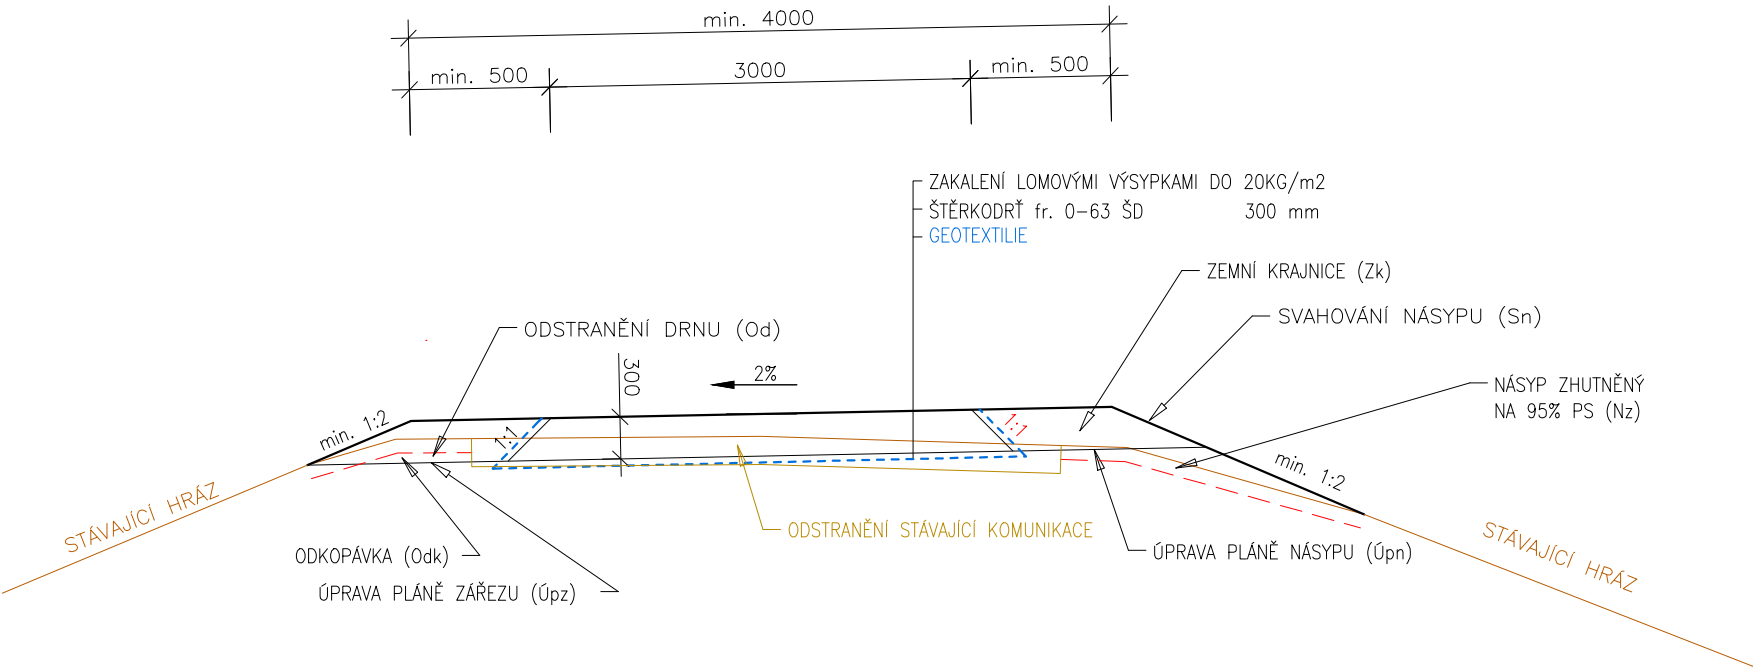 min. 4000
min. 500
3000
min. 500
ZAKALENÍ LOMOVÝMI VÝSYPKAMI DO 20KG/m2
ŠTĚRKODRŤ fr. 0-63 ŠD 300 mm
GEOTEXTILIE
ZEMNÍ KRAJNICE (Zk)
SVAHOVÁNÍ NÁSYPU (Sn)
ODSTRANĚNÍ DRNU (Od)
300
2%
NÁSYP ZHUTNĚNÝ
NA 95% PS (Nz)
min. 1:2
1:1
1:1
min. 1:2
STÁVAJÍCÍ HRÁZ
ODSTRANĚNÍ STÁVAJÍCÍ KOMUNIKACE
STÁVAJÍCÍ HRÁZ
ODKOPÁVKA (Odk)
ÚPRAVA PLÁNĚ NÁSYPU (Úpn)
ÚPRAVA PLÁNĚ ZÁŘEZU (Úpz)